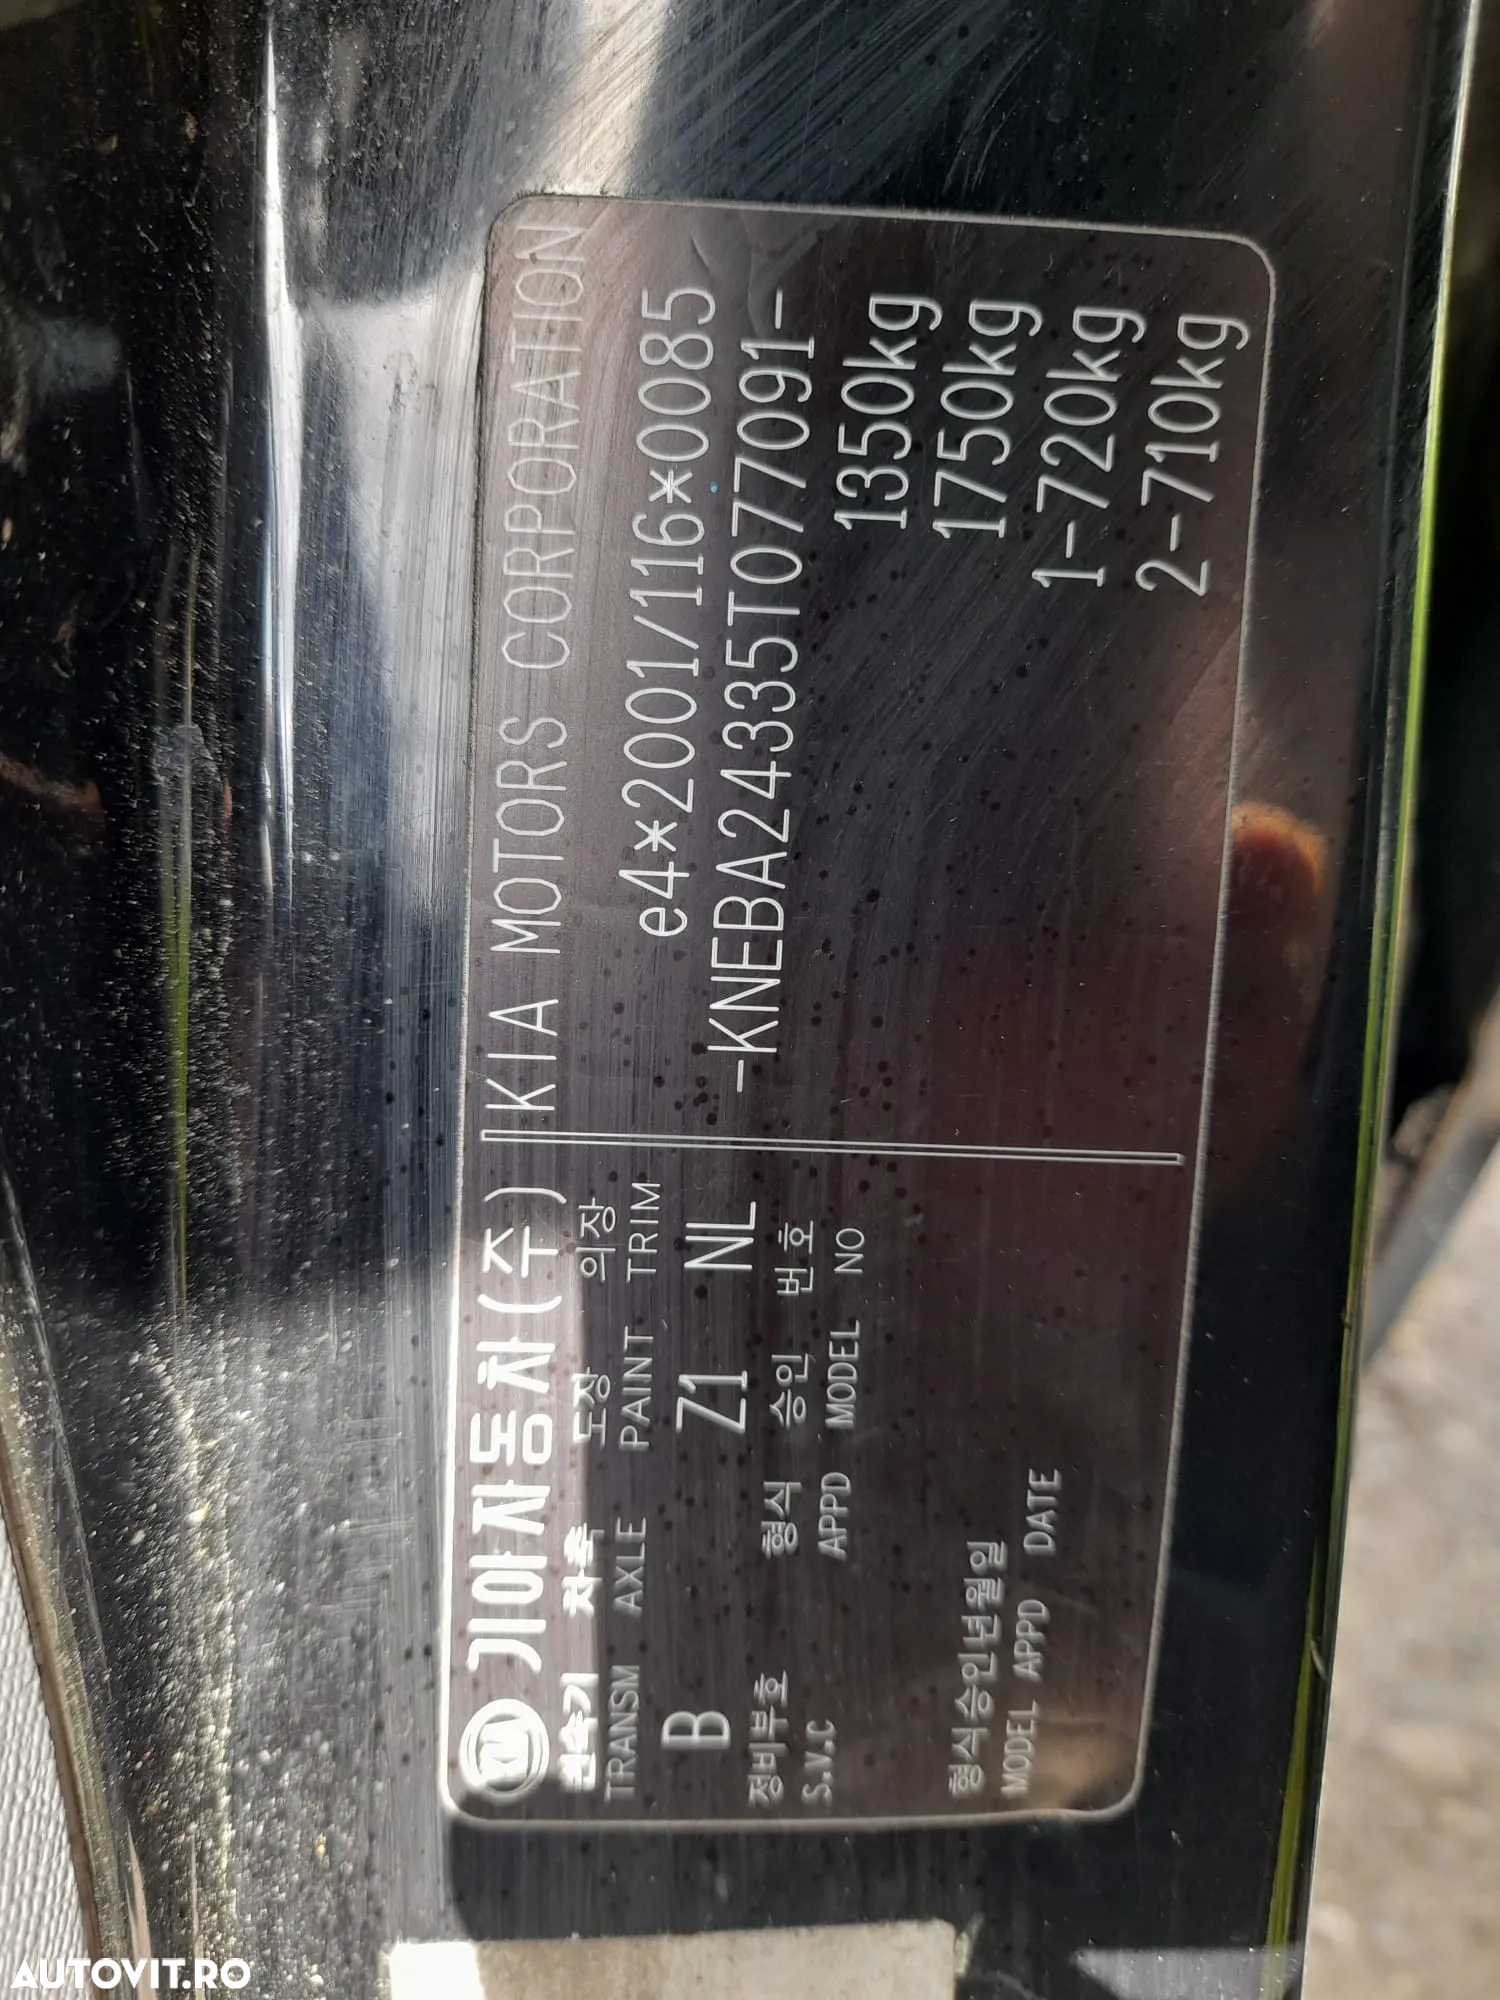 기아자동차(주) KIA MOTORS CORPORATION
변속기 차축 도장 의장
TRANSM AXLE PAINT TRIM
B Z1 NL
정비부호 형식 승인 번호
S.V.C APPD MODEL NO
형식승인년월일
MODEL APPD DATE
e4*2001/116*0085
-KNEBA24335T077091-
1350kg
1750kg
1-720kg
2-710kg
AUTOVIT.RO